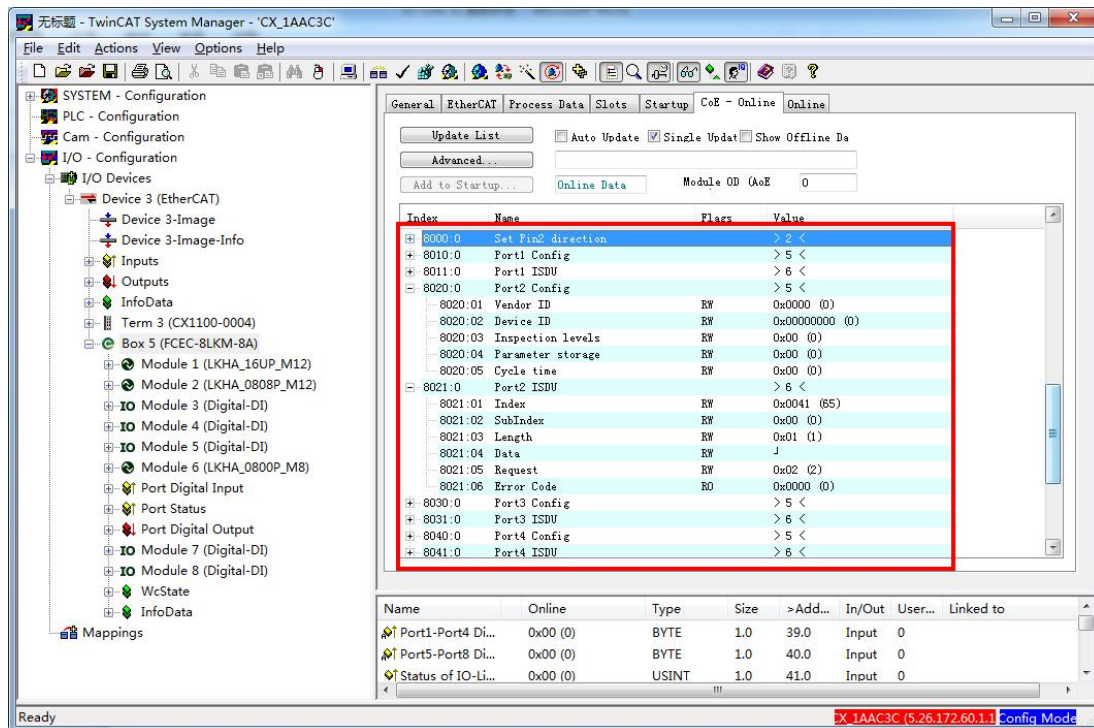 无标题 - TwinCAT System Manager - 'CX_1AAC3C'
File Edit Actions View Options Help
SYSTEM - Configuration
PLC - Configuration
Cam - Configuration
I/O - Configuration
I/O Devices
Device 3 (EtherCAT)
Device 3-Image
Device 3-Image-Info
Inputs
Outputs
InfoData
Term 3 (CX1100-0004)
Box 5 (FCEC-8LKM-8A)
Module 1 (LKHA_16UP_M12)
Module 2 (LKHA_0808P_M12)
IO Module 3 (Digital-DI)
IO Module 4 (Digital-DI)
IO Module 5 (Digital-DI)
Module 6 (LKHA_0800P_M8)
Port Digital Input
Port Status
Port Digital Output
IO Module 7 (Digital-DI)
IO Module 8 (Digital-DI)
WcState
InfoData
Mappings
General EtherCAT Process Data Slots Startup CoE - Online Online
Update List Auto Update Single Updat Show Offline Da
Advanced...
Add to Startup... Online Data Module OD (AoE 0
Index Name Flags Value
8000:0 Set Pin2 direction > 2 <
8010:0 Port1 Config > 5 <
8011:0 Port1 ISDU > 6 <
8020:0 Port2 Config > 5 <
8020:01 Vendor ID RW 0x0000 (0)
8020:02 Device ID RW 0x00000000 (0)
8020:03 Inspection levels RW 0x00 (0)
8020:04 Parameter storage RW 0x00 (0)
8020:05 Cycle time RW 0x00 (0)
8021:0 Port2 ISDU > 6 <
8021:01 Index RW 0x0041 (65)
8021:02 SubIndex RW 0x00 (0)
8021:03 Length RW 0x01 (1)
8021:04 Data RW ┘
8021:05 Request RW 0x02 (2)
8021:06 Error Code RO 0x0000 (0)
8030:0 Port3 Config > 5 <
8031:0 Port3 ISDU > 6 <
8040:0 Port4 Config > 5 <
8041:0 Port4 ISDU > 6 <
Name Online Type Size >Add... In/Out User... Linked to
Port1-Port4 Di... 0x00 (0) BYTE 1.0 39.0 Input 0
Port5-Port8 Di... 0x00 (0) BYTE 1.0 40.0 Input 0
Status of IO-Li... 0x00 (0) USINT 1.0 41.0 Input 0
Ready CX_1AAC3C (5.26.172.60.1.1 Config Mode